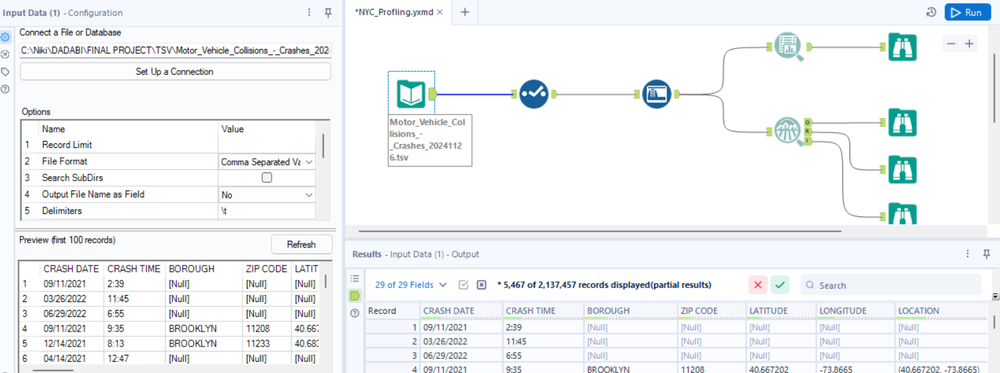 Input Data (1) - Configuration
Connect a File or Database
C:\Niki\DADABI\FINAL PROJECT\TSV\Motor_Vehicle_Collisions_-_Crashes_202
Set Up a Connection
Options
Name Value
1 Record Limit
2 File Format Comma Separated Va
3 Search SubDirs
4 Output File Name as Field No
5 Delimiters \t
Preview (first 100 records)
Refresh
CRASH DATE CRASH TIME BOROUGH ZIP CODE LATIT
1 09/11/2021 2:39 [Null] [Null] [Null]
2 03/26/2022 11:45 [Null] [Null] [Null]
3 06/29/2022 6:55 [Null] [Null] [Null]
4 09/11/2021 9:35 BROOKLYN 11208 40.667
5 12/14/2021 8:13 BROOKLYN 11233 40.683
6 04/14/2021 12:47 [Null] [Null] [Null]
*NYC_Profling.yxmd
Run
Motor_Vehicle_Col
lisions_-
_Crashes_2024112
6.tsv
O
R
I
Results - Input Data (1) - Output
29 of 29 Fields
* 5,467 of 2,137,457 records displayed(partial results)
Search
Record CRASH DATE CRASH TIME BOROUGH ZIP CODE LATITUDE LONGITUDE LOCATION
1 09/11/2021 2:39 [Null] [Null] [Null] [Null] [Null]
2 03/26/2022 11:45 [Null] [Null] [Null] [Null] [Null]
3 06/29/2022 6:55 [Null] [Null] [Null] [Null] [Null]
4 09/11/2021 9:35 BROOKLYN 11208 40.667202 -73.8665 (40.667202, -73.8665)